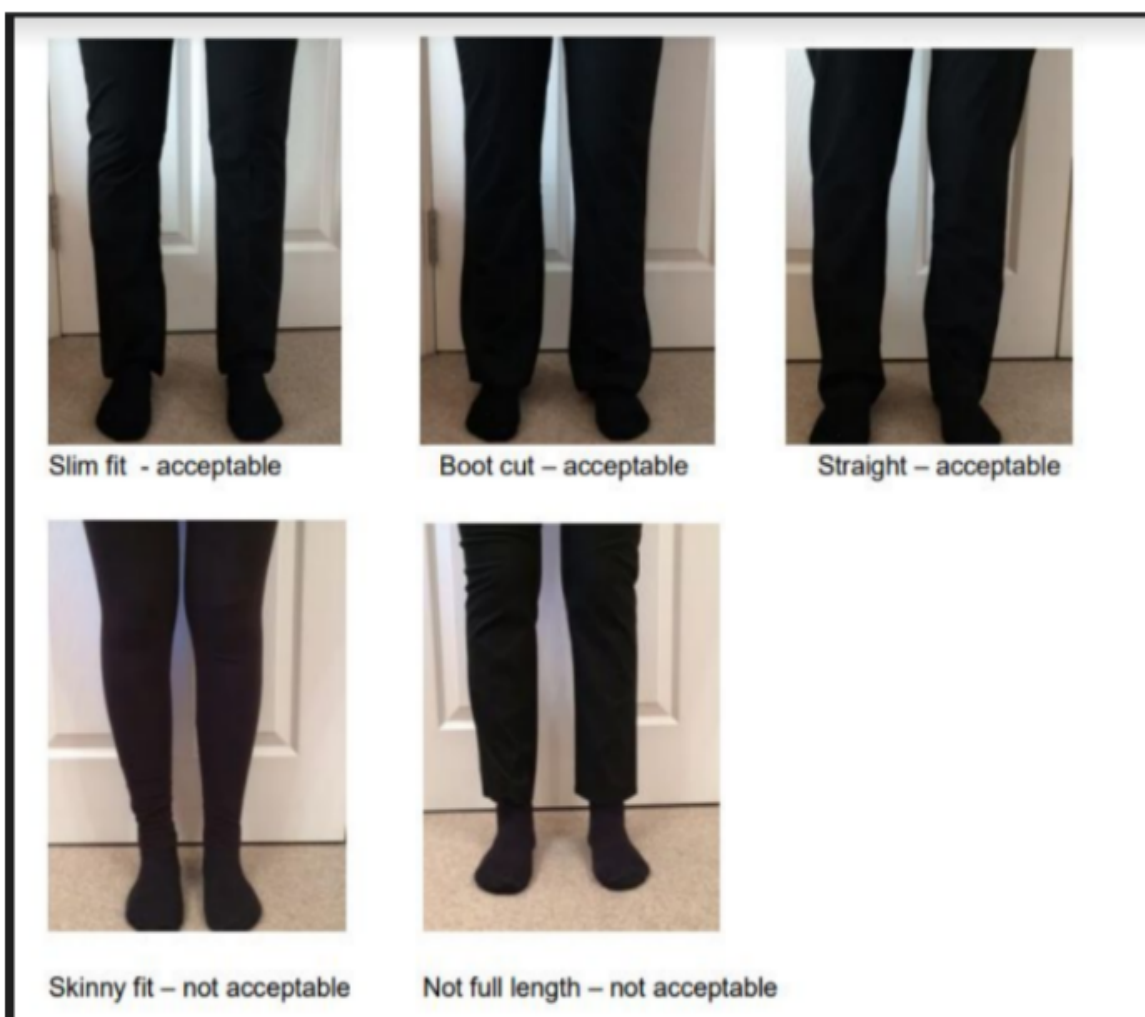 Slim fit - acceptable
Boot cut – acceptable
Straight – acceptable
Skinny fit – not acceptable
Not full length – not acceptable